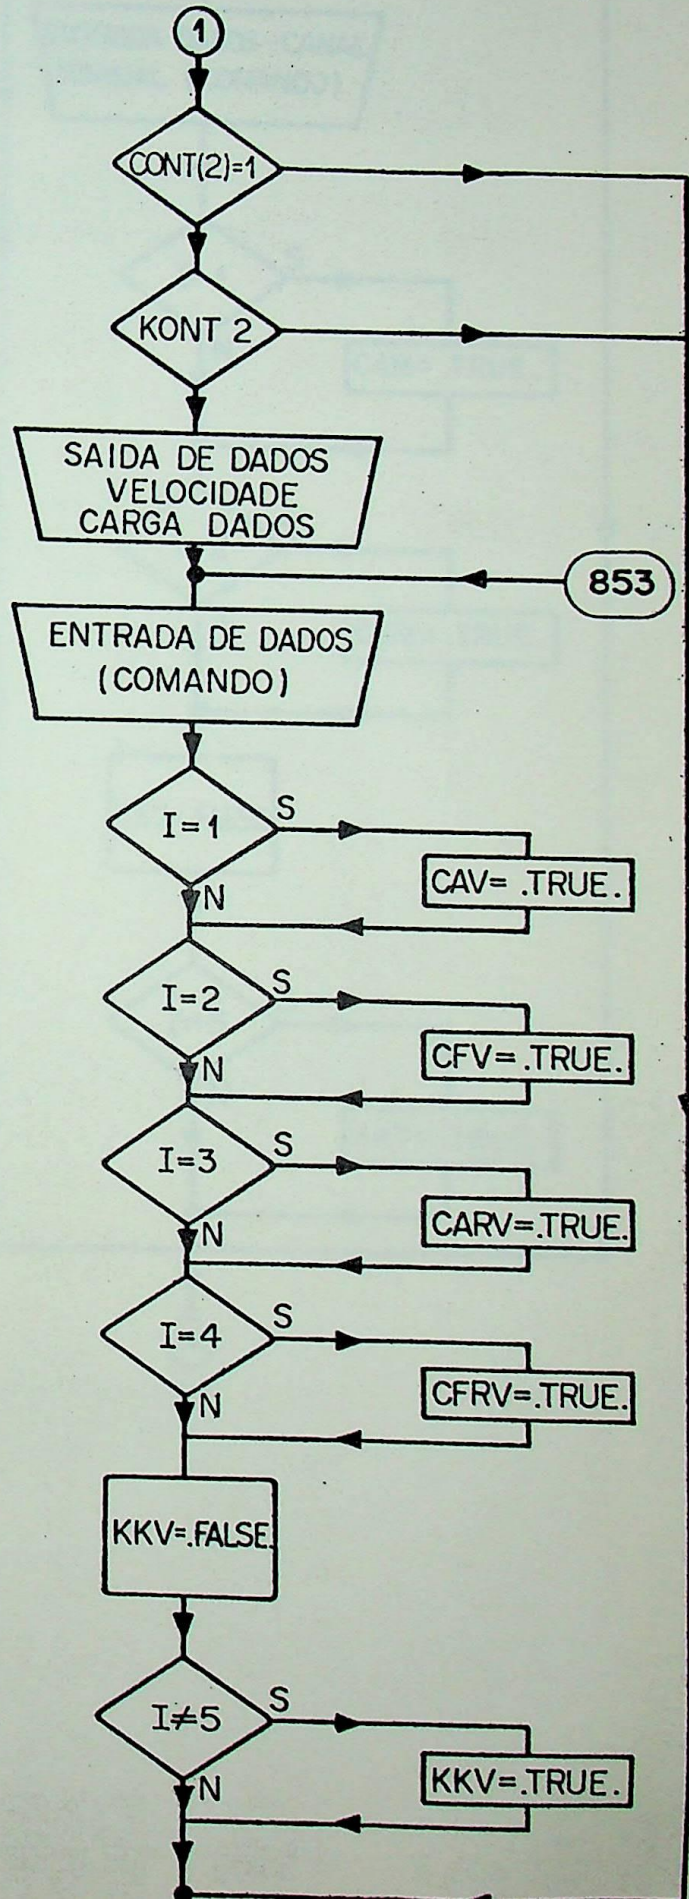 1
CONT(2)=1
KONT 2
SAIDA DE DADOS
VELOCIDADE
CARGA DADOS
853
ENTRADA DE DADOS
(COMANDO)
I=1
S
CAV= .TRUE.
N
I=2
S
CFV=.TRUE.
N
I=3
S
CARV=.TRUE.
N
I=4
S
CFRV=.TRUE.
N
KKV=.FALSE.
I≠5
S
KKV=.TRUE.
N